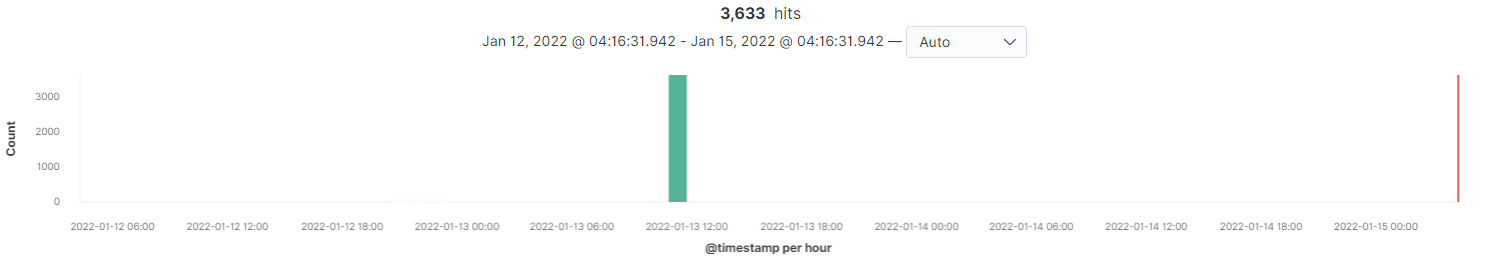 3,633 hits
Jan 12, 2022 @ 04:16:31.942 - Jan 15, 2022 @ 04:16:31.942 — Auto
3000
2000
1000
0
Count
2022-01-12 06:00 2022-01-12 12:00 2022-01-12 18:00 2022-01-13 00:00 2022-01-13 06:00 2022-01-13 12:00 2022-01-13 18:00 2022-01-14 00:00 2022-01-14 06:00 2022-01-14 12:00 2022-01-14 18:00 2022-01-15 00:00
@timestamp per hour